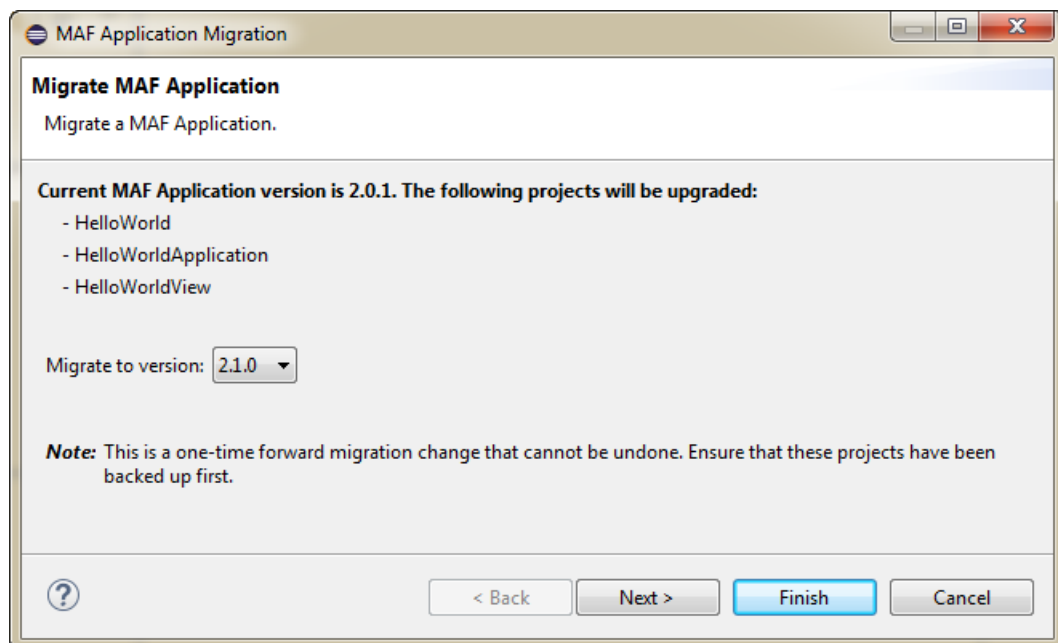 MAF Application Migration
Migrate MAF Application
Migrate a MAF Application.
Current MAF Application version is 2.0.1. The following projects will be upgraded:
- HelloWorld
- HelloWorldApplication
- HelloWorldView
Migrate to version: 2.1.0
Note: This is a one-time forward migration change that cannot be undone. Ensure that these projects have been
backed up first.
? < Back Next > Finish Cancel